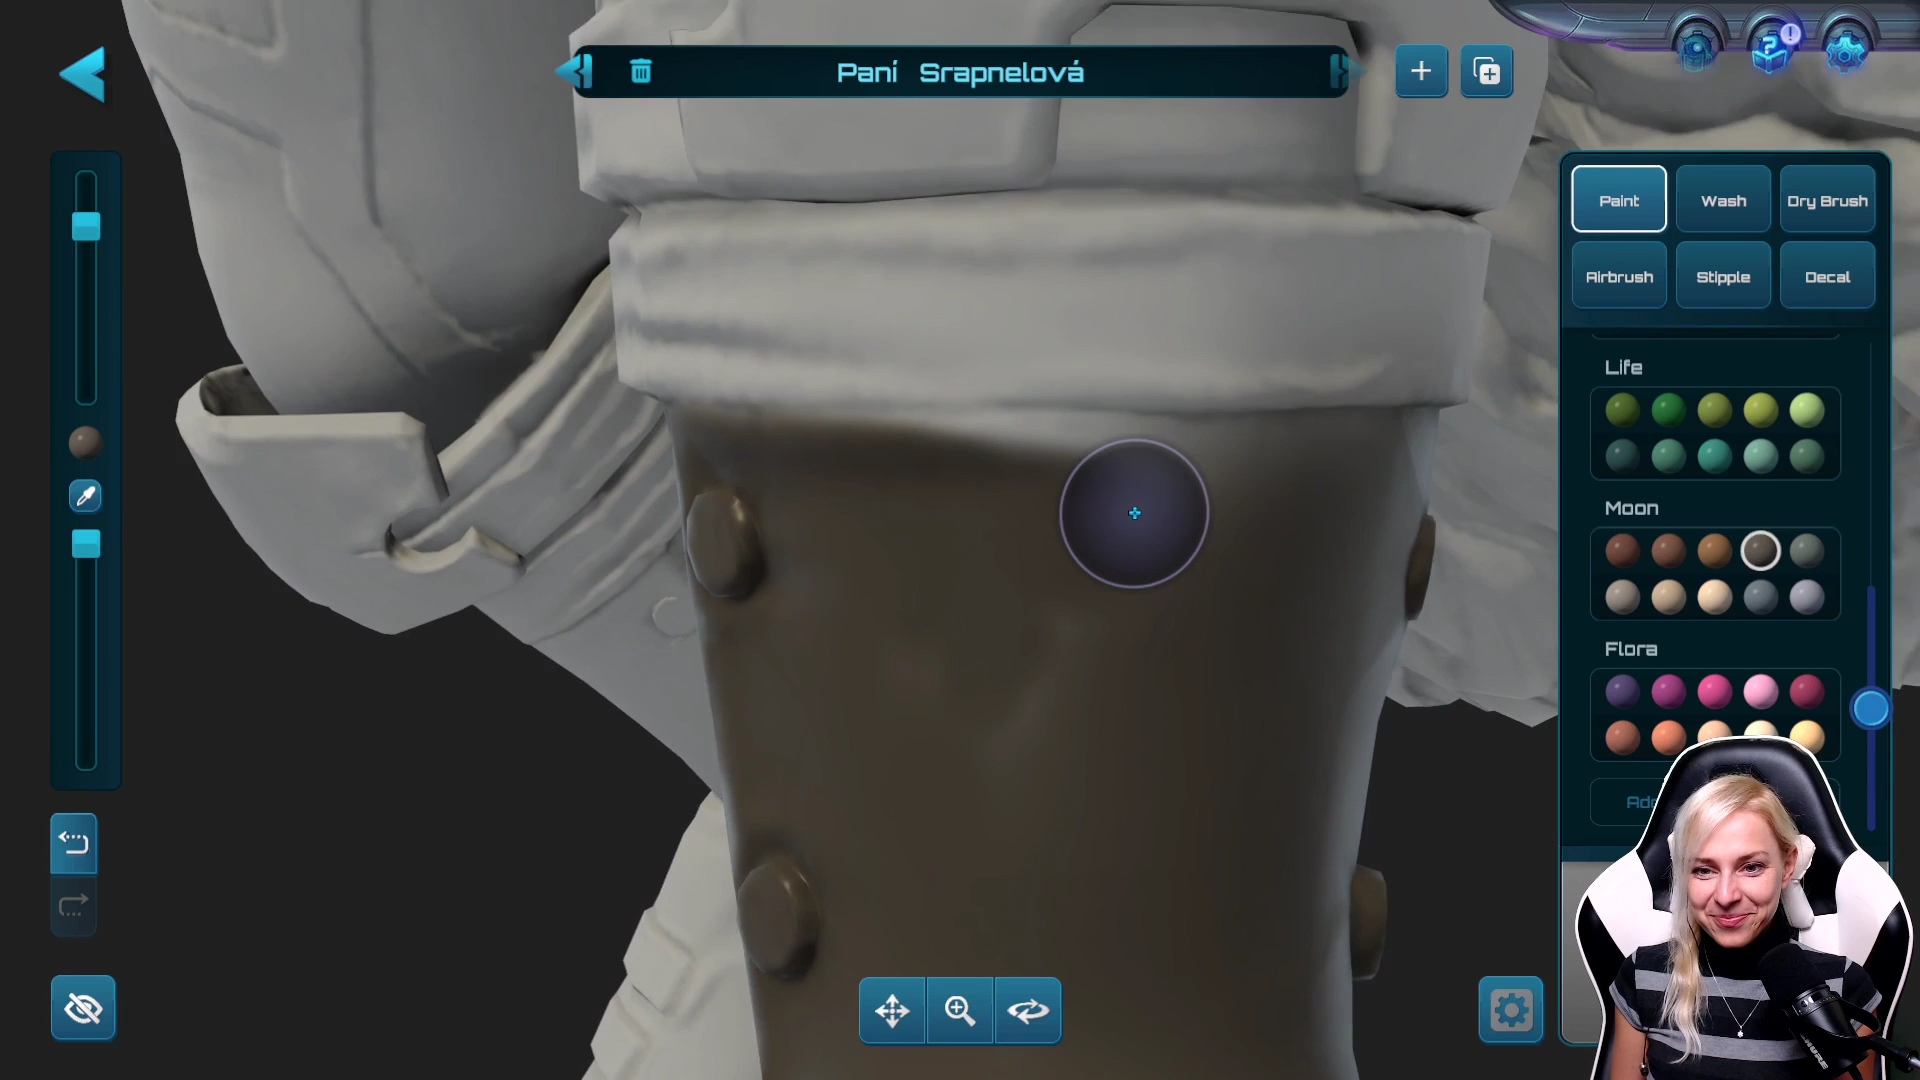 Paní Srapnelová
Paint
Wash
Dry Brush
Airbrush
Stipple
Decal
Life
Moon
Flora